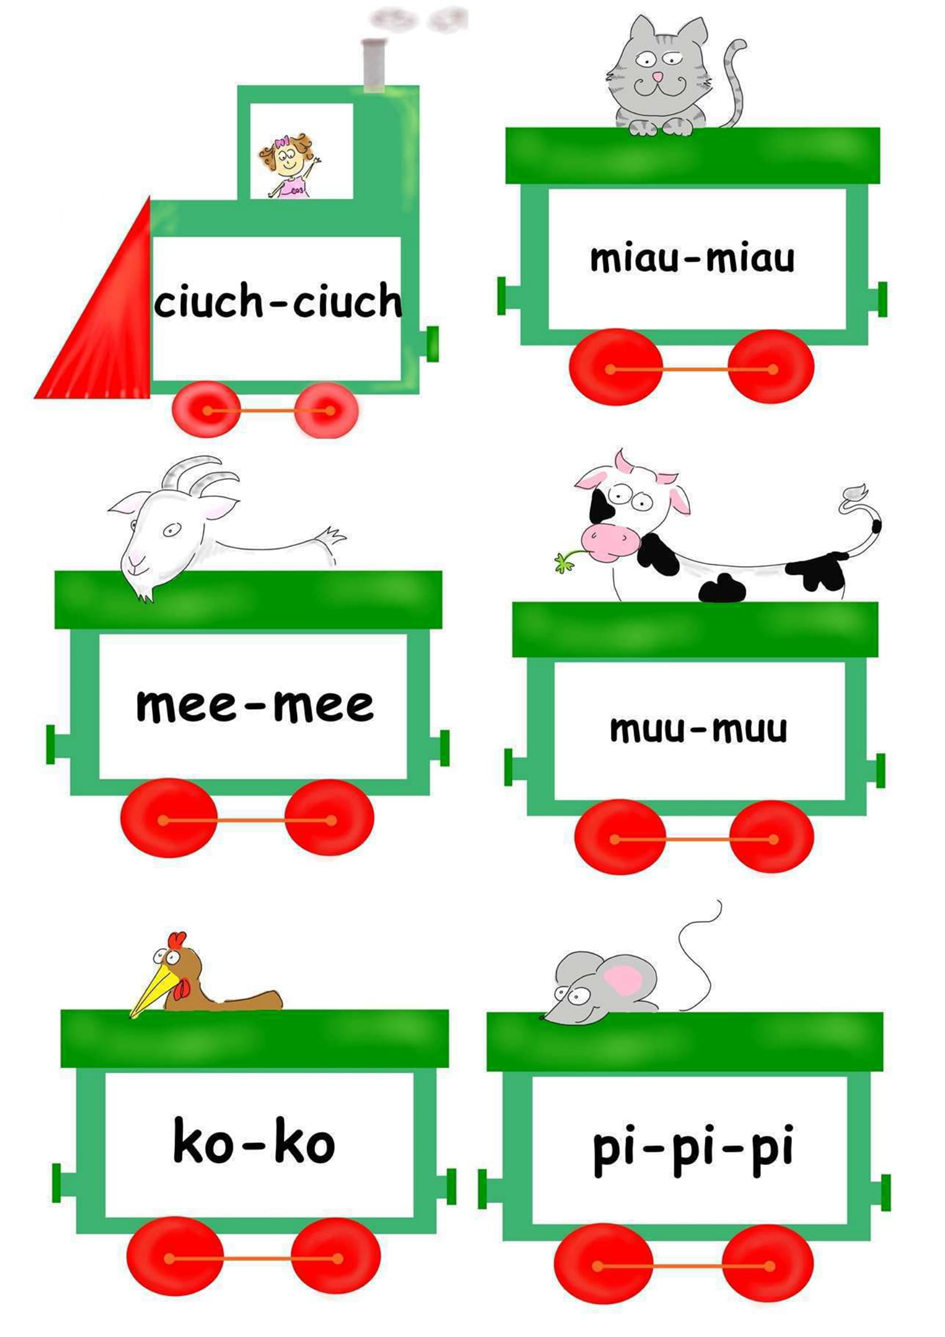 ciuch-ciuch
miau-miau
mee-mee
muu-muu
ko-ko
pi-pi-pi